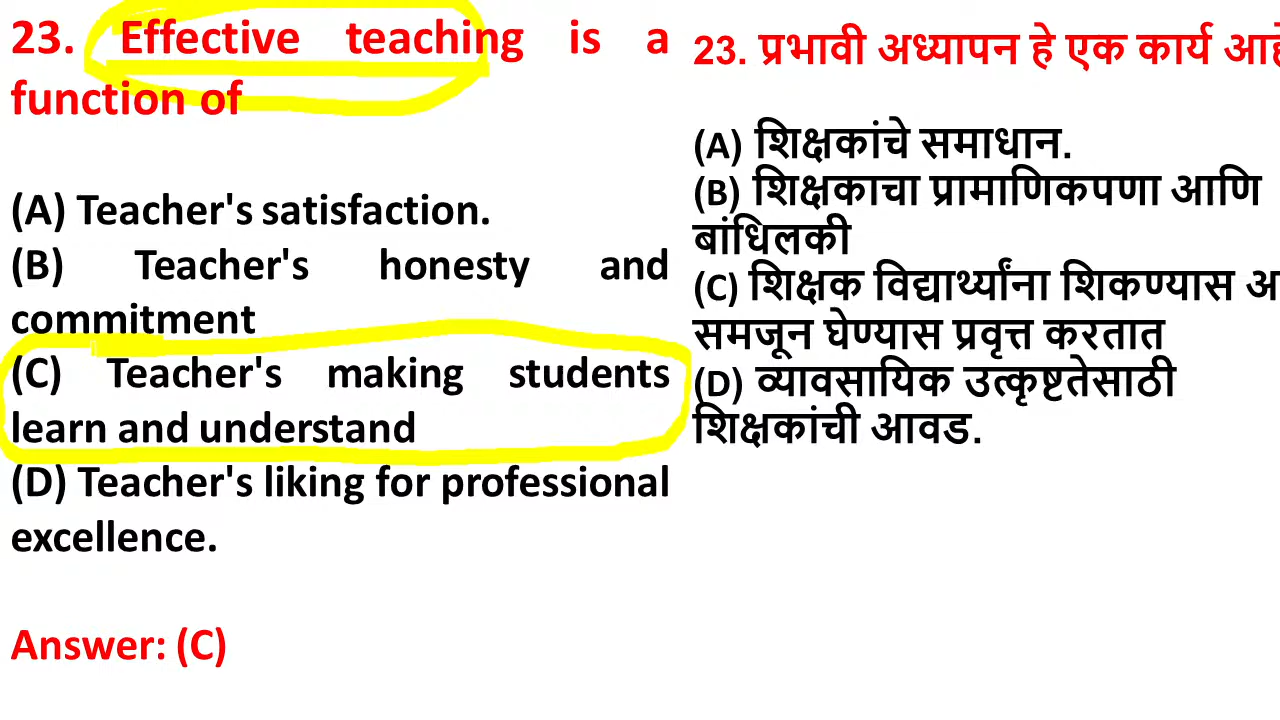 23. Effective teaching is a
function of
(A) Teacher's satisfaction.
(B) Teacher's honesty and
commitment
(C) Teacher's making students
learn and understand
(D) Teacher's liking for professional
excellence.
Answer: (C)
23. प्रभावी अध्यापन हे एक कार्य
(A) शिक्षकांचे समाधान.
(B) शिक्षकाचा प्रामाणिकपणा आणि
बांधिलकी
(C) शिक्षक विद्यार्थ्यांना शिकण्यास
समजून घेण्यास प्रवृत्त करतात
(D) व्यावसायिक उत्कृष्टतेसाठी
शिक्षकांची आवड.